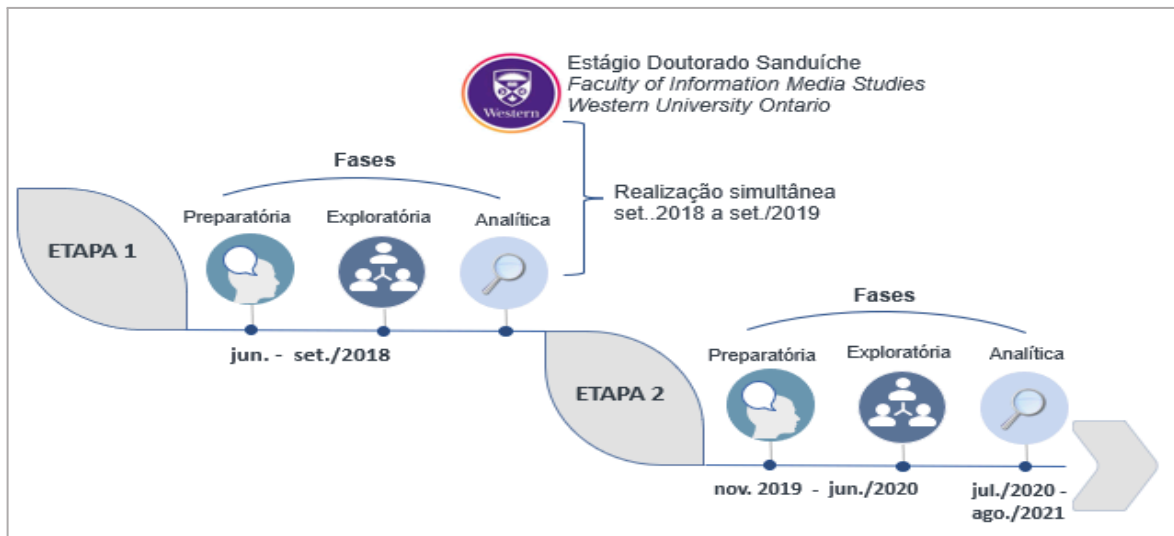 Estágio Doutorado Sanduíche
Faculty of Information Media Studies
Western University Ontario
Western
Fases
Realização simultânea
set..2018 a set./2019
Preparatória
Exploratória
Analítica
ETAPA 1
jun. - set./2018
Fases
Preparatória
Exploratória
Analítica
ETAPA 2
nov. 2019 - jun./2020
jul./2020 -
ago./2021